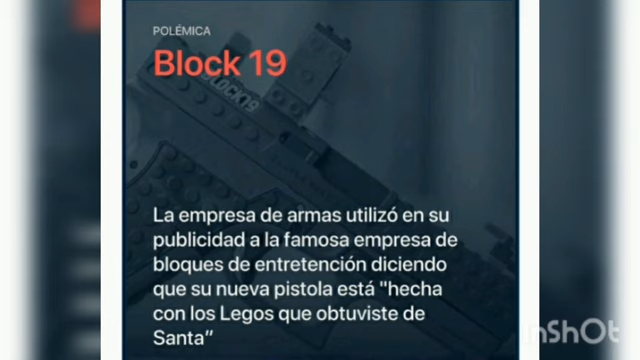 POLÉMICA
Block 19
BLOCK19
La empresa de armas utilizó en su
publicidad a la famosa empresa de
bloques de entretención diciendo
que su nueva pistola está "hecha
con los Legos que obtuviste de
Santa”
InShOt